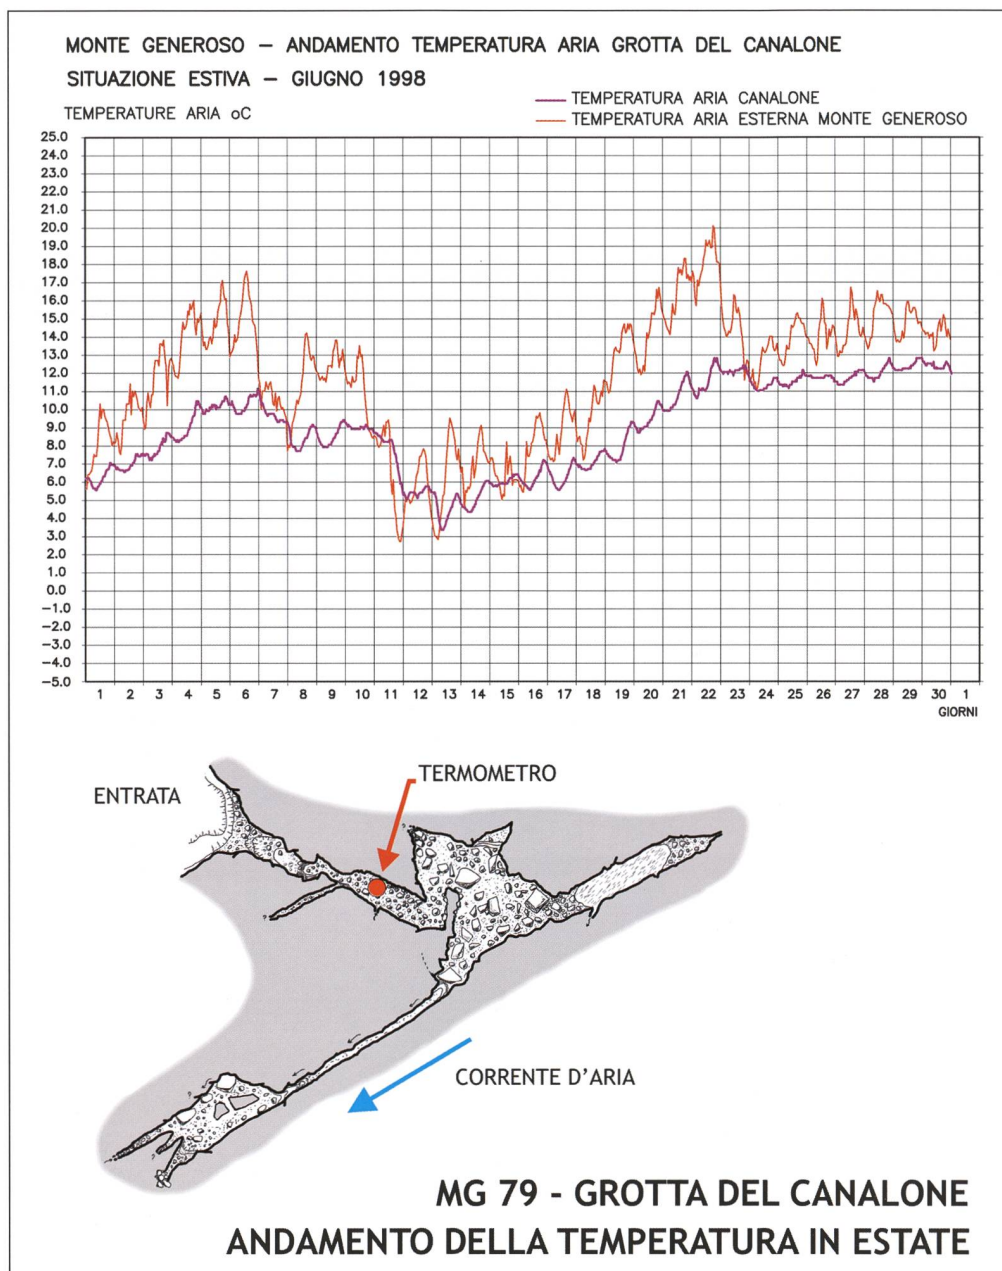 MONTE GENEROSO – ANDAMENTO TEMPERATURA ARIA GROTTA DEL CANALONE
SITUAZIONE ESTIVA – GIUGNO 1998
TEMPERATURE ARIA oC
TEMPERATURA ARIA CANALONE
TEMPERATURA ARIA ESTERNA MONTE GENEROSO
25.0
24.0
23.0
22.0
21.0
20.0
19.0
18.0
17.0
16.0
15.0
14.0
13.0
12.0
11.0
10.0
9.0
8.0
7.0
6.0
5.0
4.0
3.0
2.0
1.0
0.0
–1.0
–2.0
–3.0
–4.0
–5.0
1 2 3 4 5 6 7 8 9 10 11 12 13 14 15 16 17 18 19 20 21 22 23 24 25 26 27 28 29 30 1
GIORNI
TERMOMETRO
ENTRATA
?
?
?
CORRENTE D'ARIA
MG 79 - GROTTA DEL CANALONE
ANDAMENTO DELLA TEMPERATURA IN ESTATE